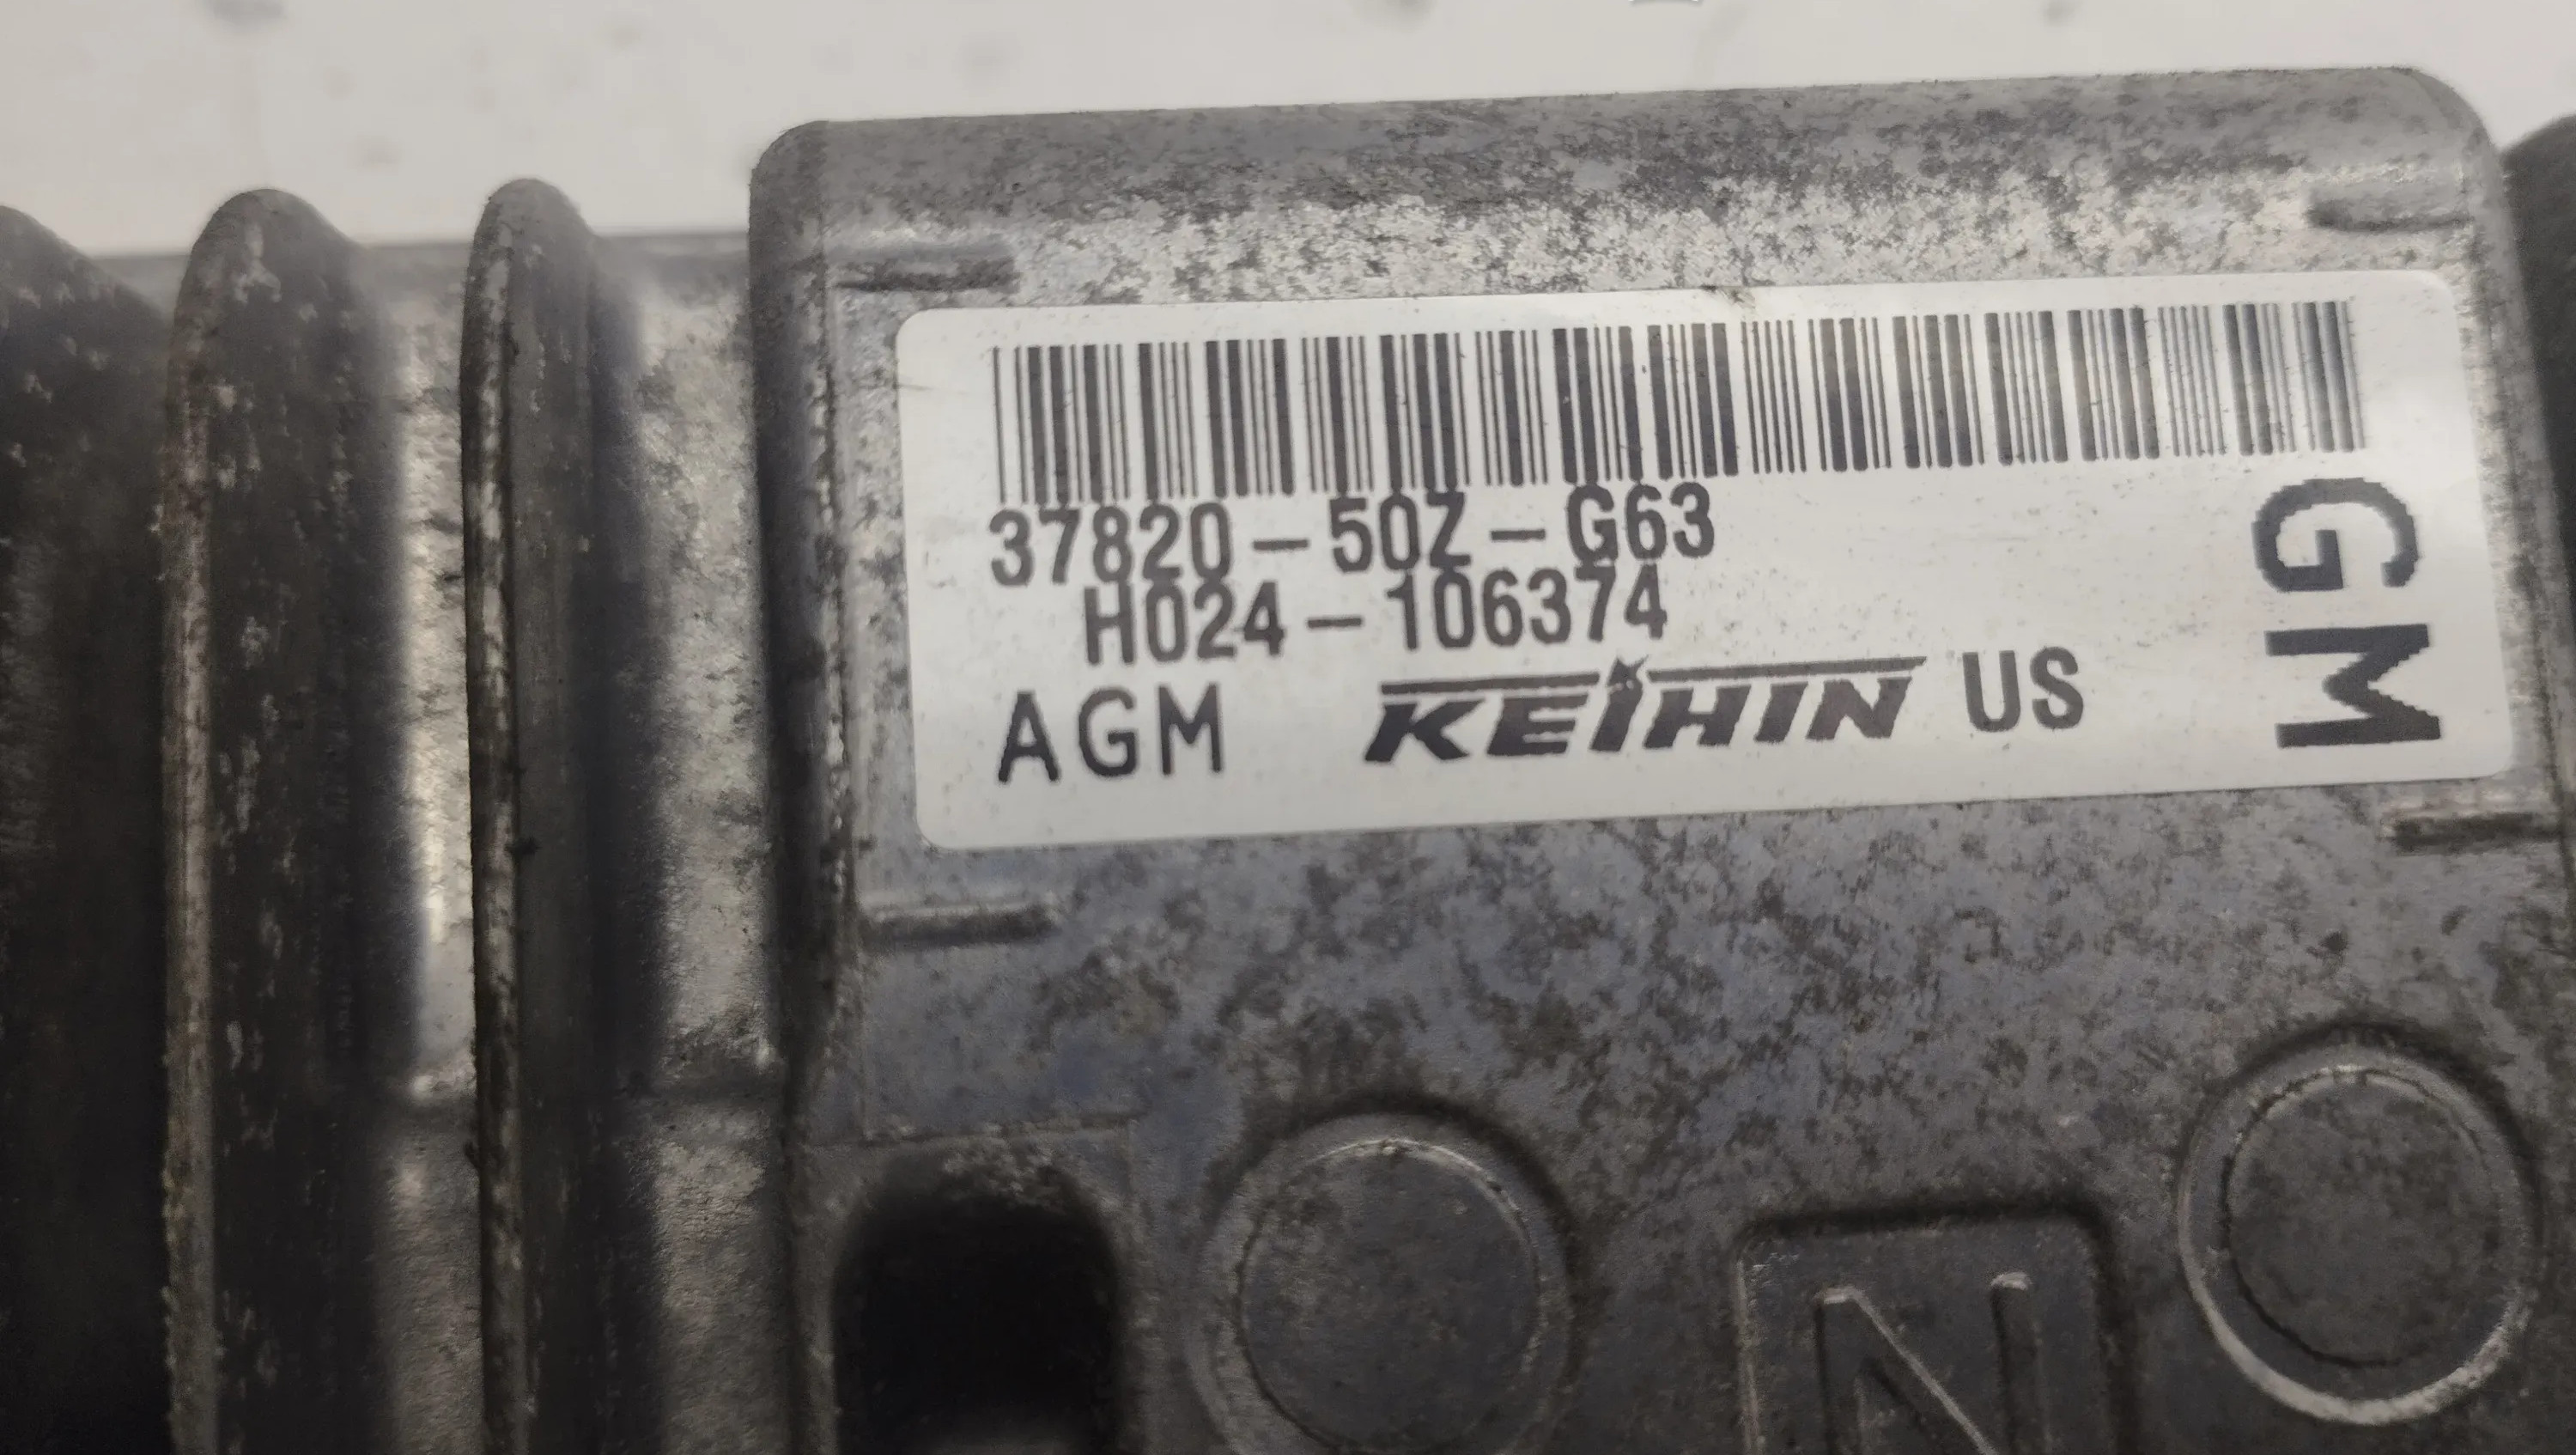 37820-50Z-G63
H024-106374
AGM KEIHIN US
GM
N